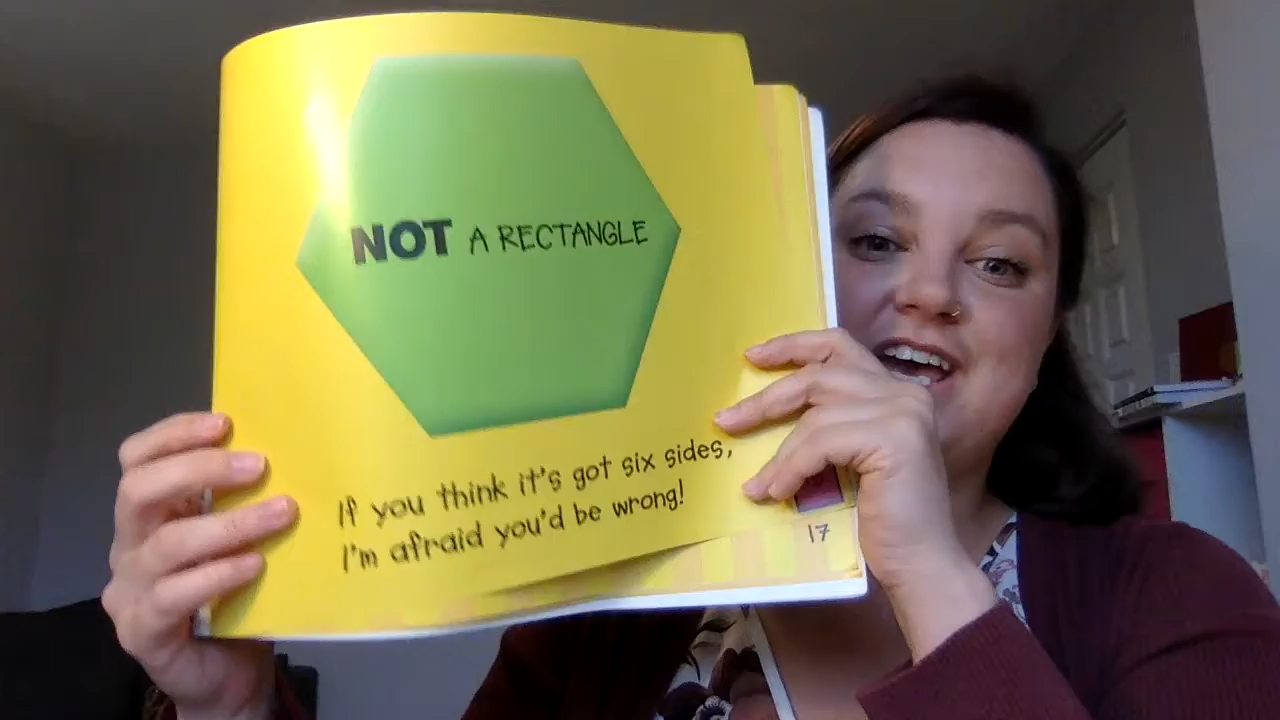 NOT A RECTANGLE
If you think it's got six sides,
I'm afraid you'd be wrong!
17